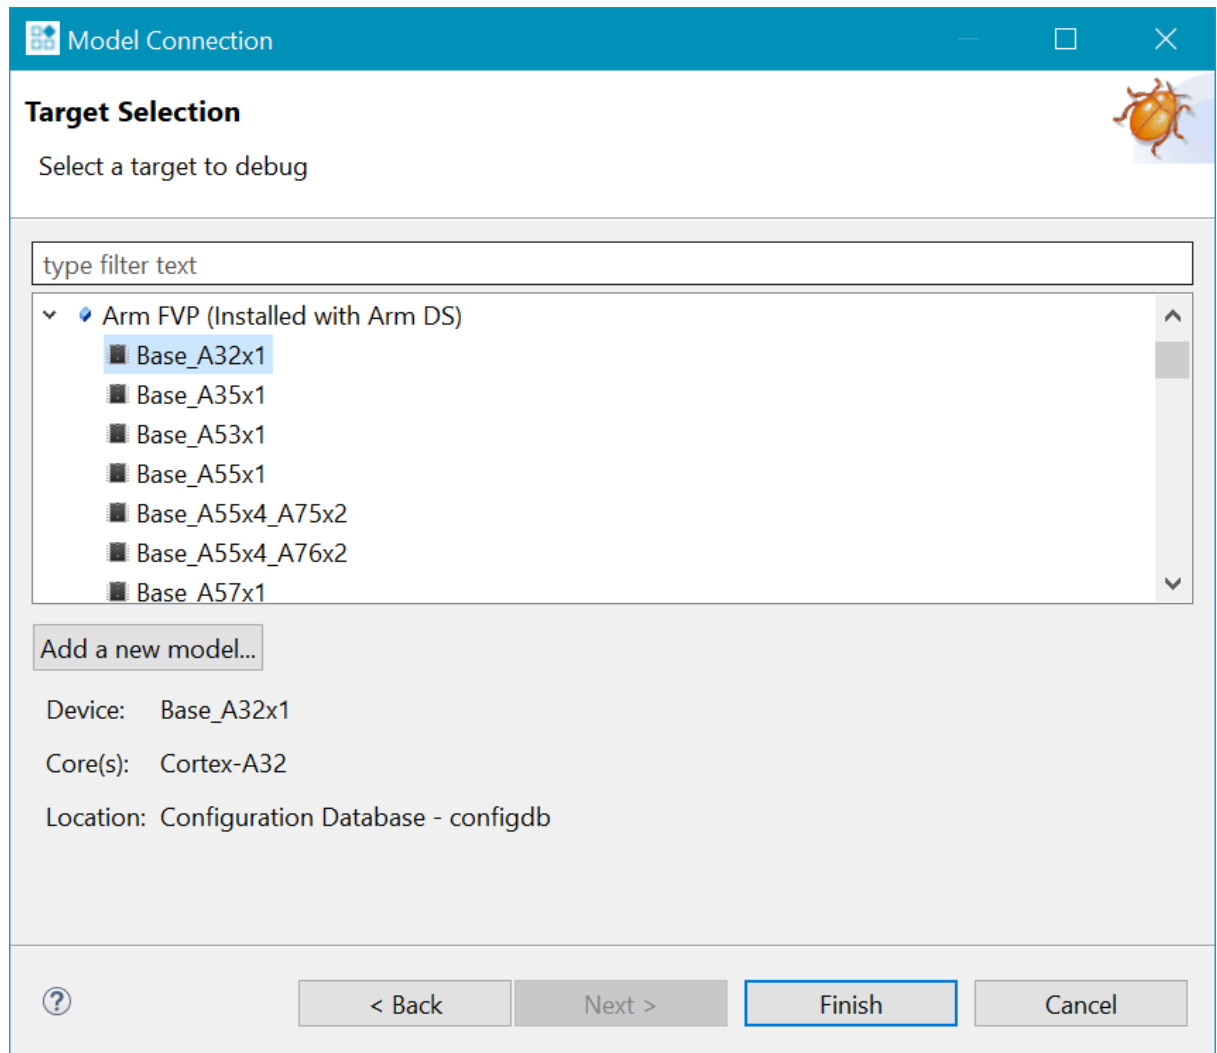 Model Connection
Target Selection
Select a target to debug
type filter text
Arm FVP (Installed with Arm DS)
Base_A32x1
Base_A35x1
Base_A53x1
Base_A55x1
Base_A55x4_A75x2
Base_A55x4_A76x2
Base_A57x1
Add a new model...
Device: Base_A32x1
Core(s): Cortex-A32
Location: Configuration Database - configdb
? < Back Next > Finish Cancel